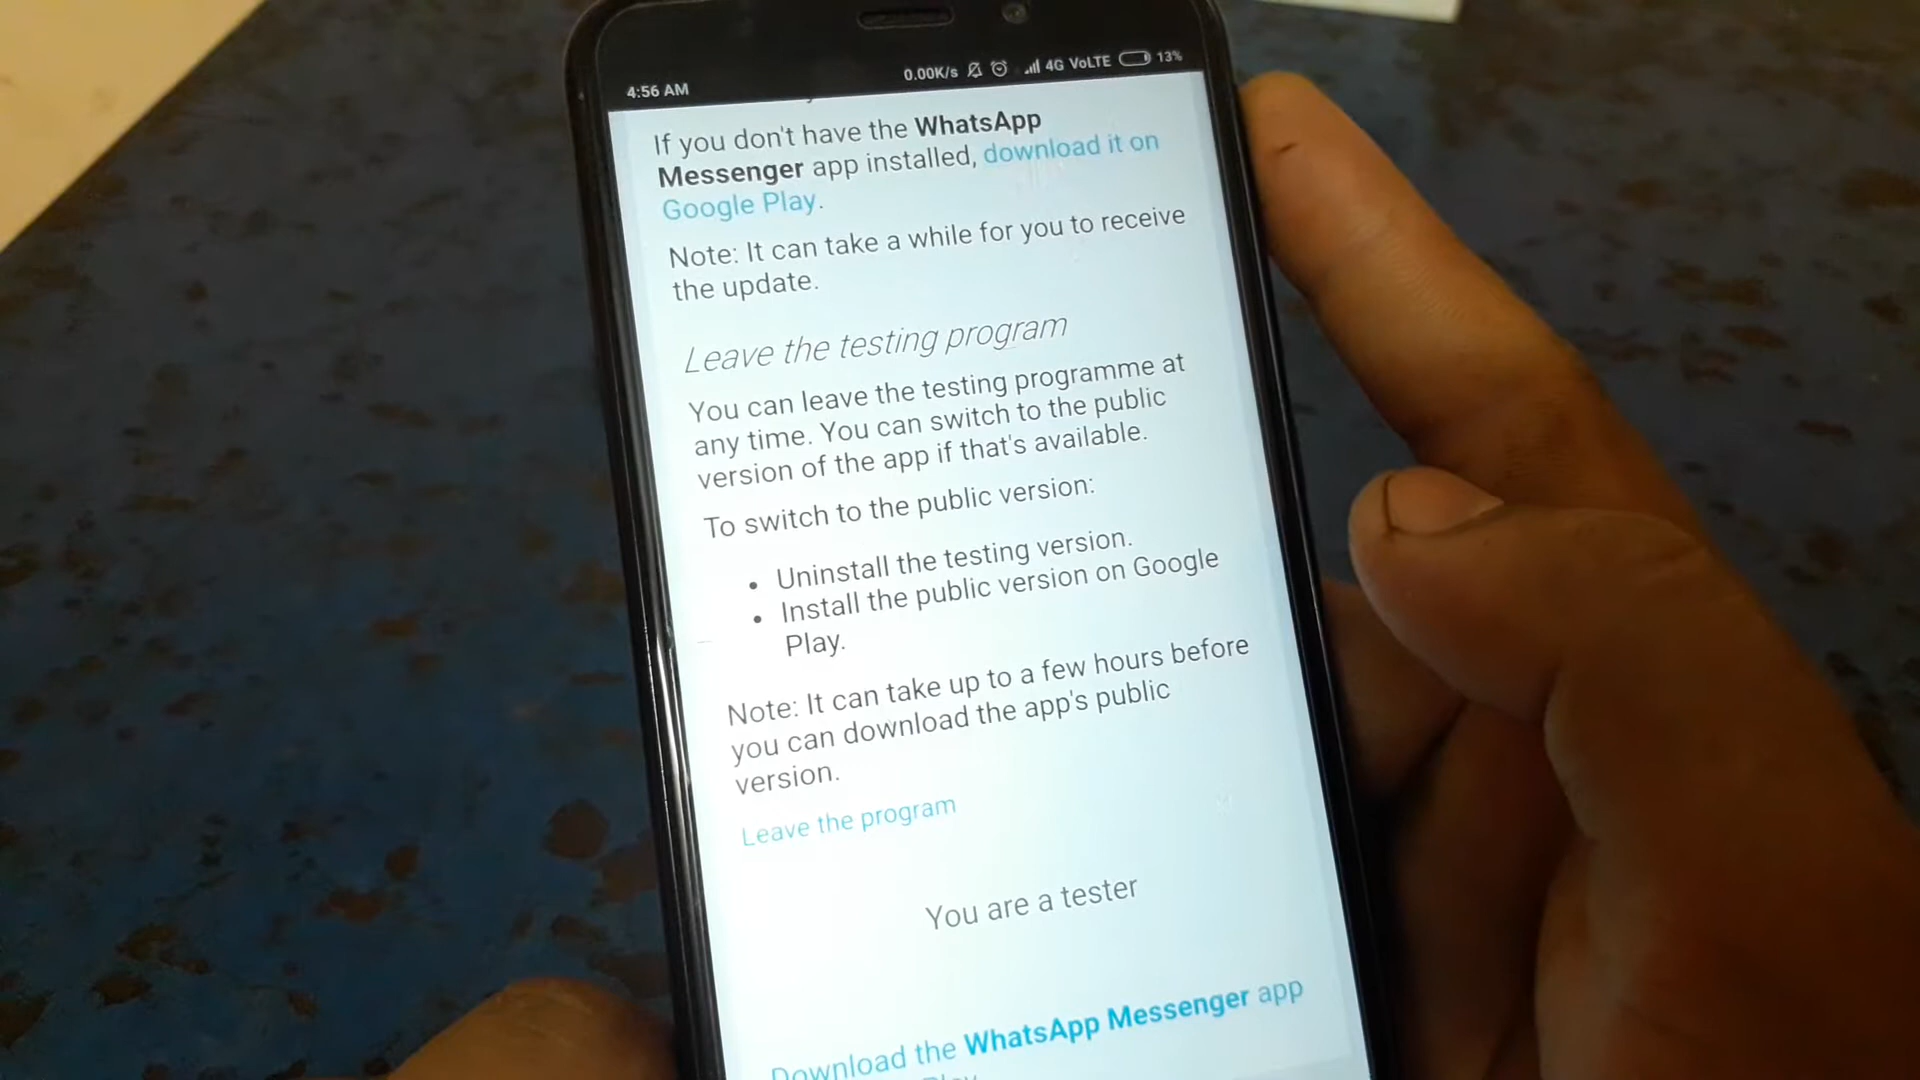 4:56 AM 0.00K/s 4G VoLTE 13%
If you don't have the WhatsApp
Messenger app installed, download it on
Google Play.
Note: It can take a while for you to receive
the update.
Leave the testing program
You can leave the testing programme at
any time. You can switch to the public
version of the app if that's available.
To switch to the public version:
• Uninstall the testing version.
• Install the public version on Google
Play.
Note: It can take up to a few hours before
you can download the app's public
version.
Leave the program
You are a tester
Download the WhatsApp Messenger app
Play